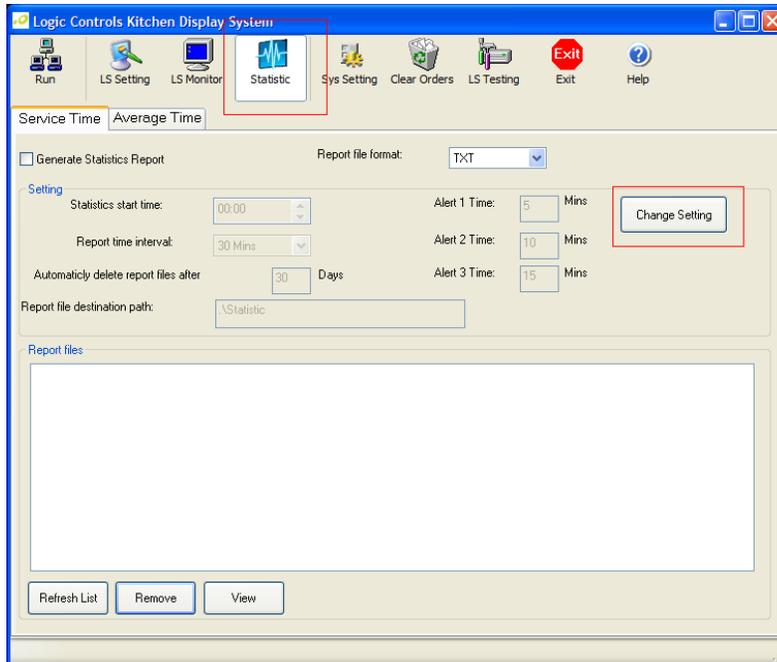 Logic Controls Kitchen Display System
Run LS Setting LS Monitor Statistic Sys Setting Clear Orders LS Testing Exit Exit Help
Service Time Average Time
Generate Statistics Report Report file format: TXT
Setting
Statistics start time: 00:00 Alert 1 Time: 5 Mins Change Setting
Report time interval: 30 Mins Alert 2 Time: 10 Mins
Automaticly delete report files after 30 Days Alert 3 Time: 15 Mins
Report file destination path: .\Statistic
Report files
Refresh List Remove View